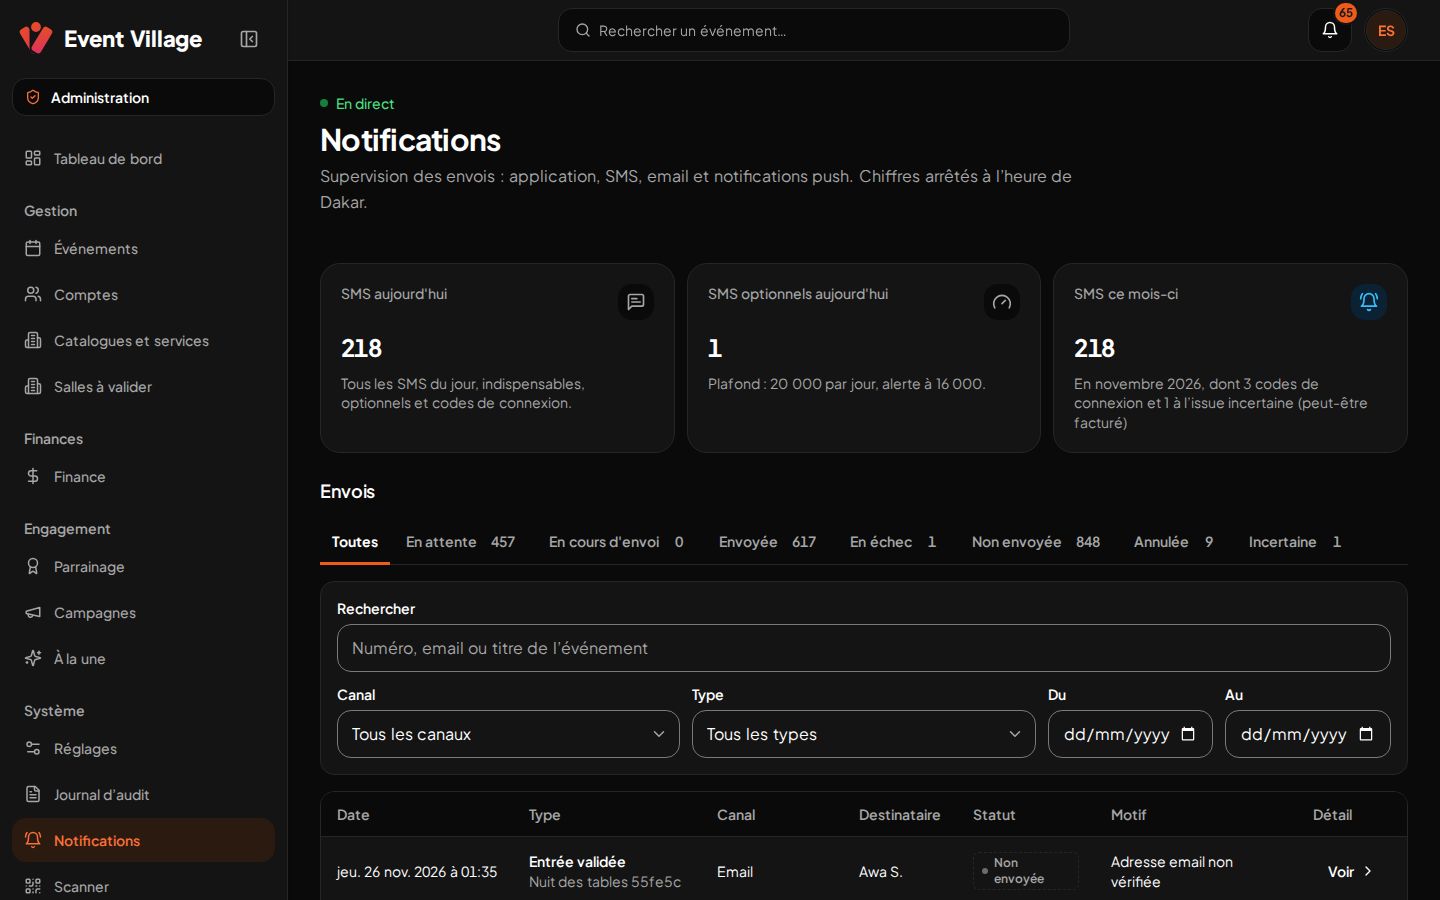 Event Village
Rechercher un événement...
65
ES
Administration
Tableau de bord
Gestion
Événements
Comptes
Catalogues et services
Salles à valider
Finances
Finance
Engagement
Parrainage
Campagnes
À la une
Système
Réglages
Journal d’audit
Notifications
Scanner
En direct
Notifications
Supervision des envois : application, SMS, email et notifications push. Chiffres arrêtés à l’heure de
Dakar.
SMS aujourd'hui
218
Tous les SMS du jour, indispensables,
optionnels et codes de connexion.
SMS optionnels aujourd'hui
1
Plafond : 20 000 par jour, alerte à 16 000.
SMS ce mois-ci
218
En novembre 2026, dont 3 codes de
connexion et 1 à l’issue incertaine (peut-être
facturé)
Envois
Toutes En attente 457 En cours d'envoi 0 Envoyée 617 En échec 1 Non envoyée 848 Annulée 9 Incertaine 1
Rechercher
Numéro, email ou titre de l’événement
Canal Type Du Au
Tous les canaux Tous les types dd/mm/yyyy dd/mm/yyyy
Date Type Canal Destinataire Statut Motif Détail
jeu. 26 nov. 2026 à 01:35
Entrée validée
Nuit des tables 55fe5c
Email
Awa S.
Non
envoyée
Adresse email non
vérifiée
Voir